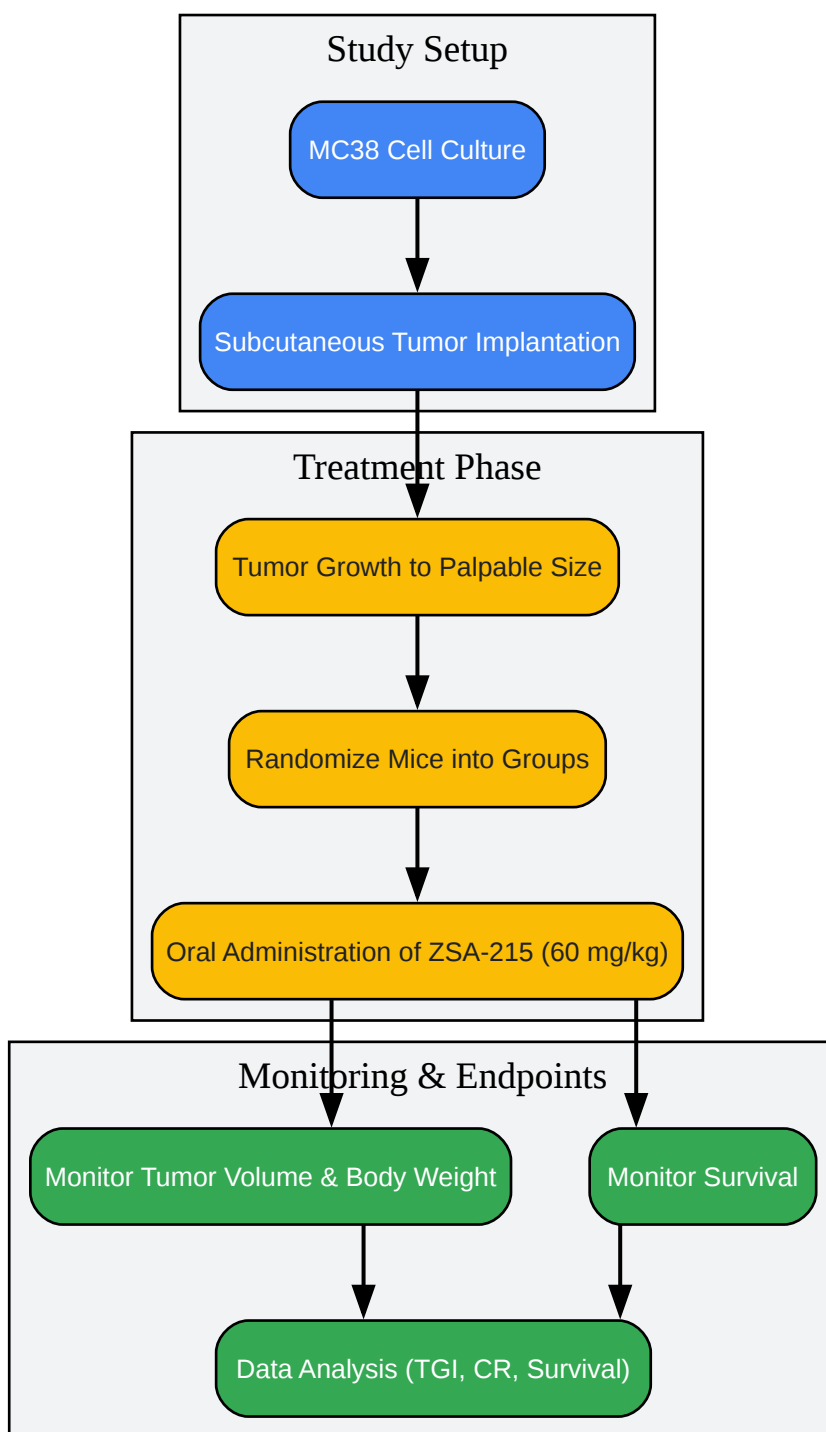 Study Setup
MC38 Cell Culture
Subcutaneous Tumor Implantation
Treatment Phase
Tumor Growth to Palpable Size
Randomize Mice into Groups
Oral Administration of ZSA-215 (60 mg/kg)
Monitoring & Endpoints
Monitor Tumor Volume & Body Weight
Monitor Survival
Data Analysis (TGI, CR, Survival)